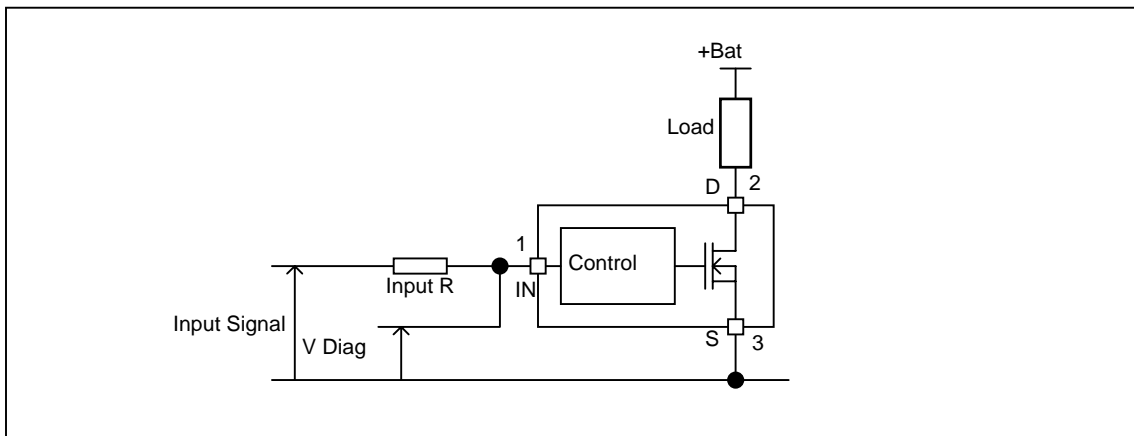 +Bat
Load
D 2
1
Control
Input R
IN
Input Signal
S 3
V Diag